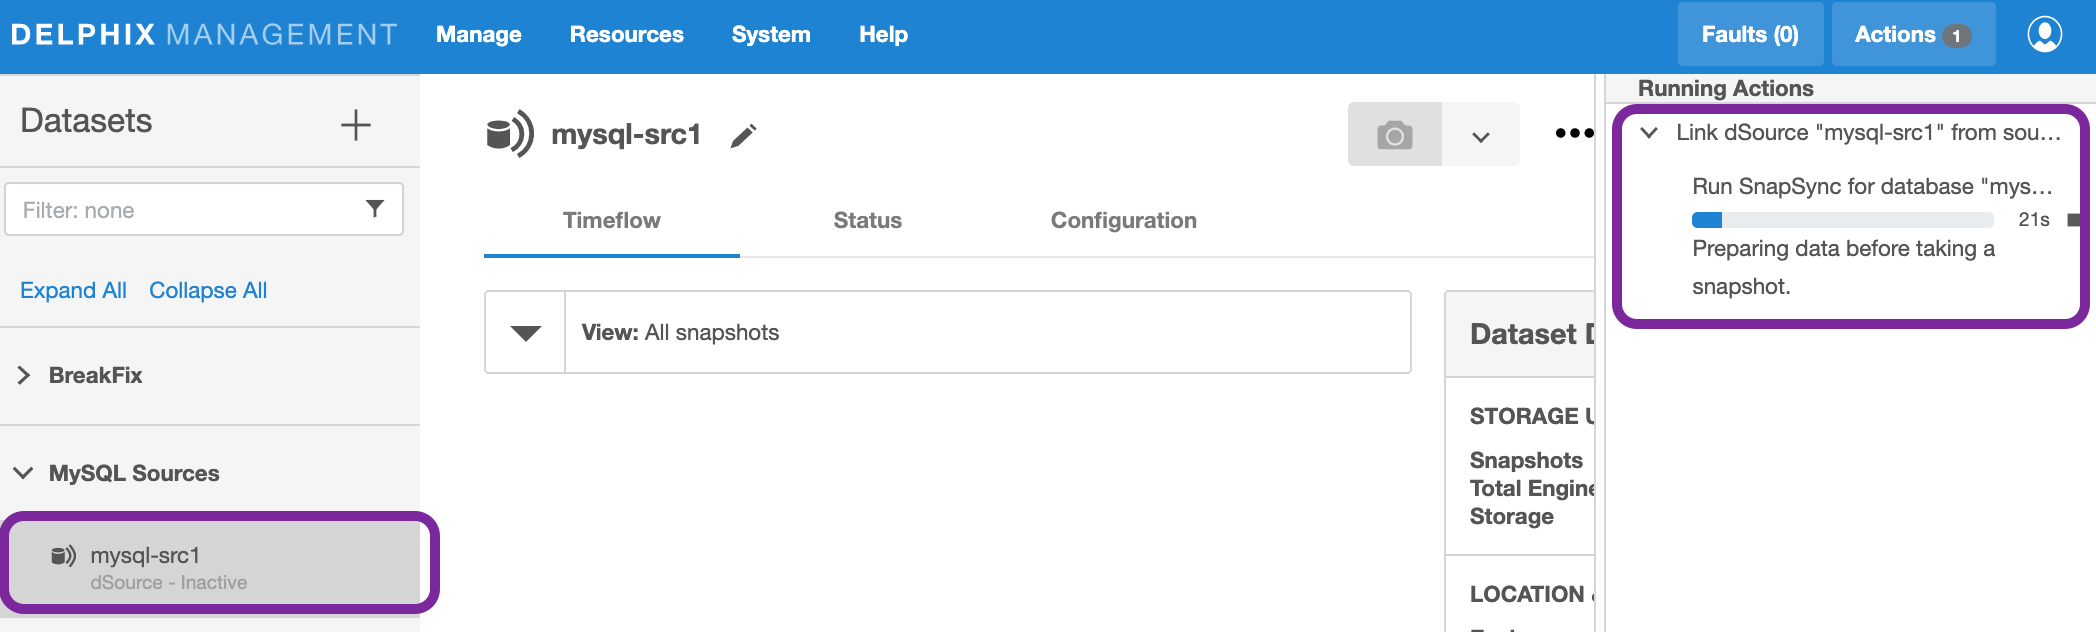 DELPHIX MANAGEMENT
Manage
Resources
System
Help
Faults (0)
Actions 1
Datasets
Filter: none
Expand All Collapse All
BreakFix
MySQL Sources
mysql-src1
dSource - Inactive
mysql-src1
Timeflow
Status
Configuration
View: All snapshots
Dataset
STORAGE
Snapshots
Total Engine
Storage
LOCATION
Running Actions
Link dSource "mysql-src1" from sou...
Run SnapSync for database "mys...
21s
Preparing data before taking a
snapshot.